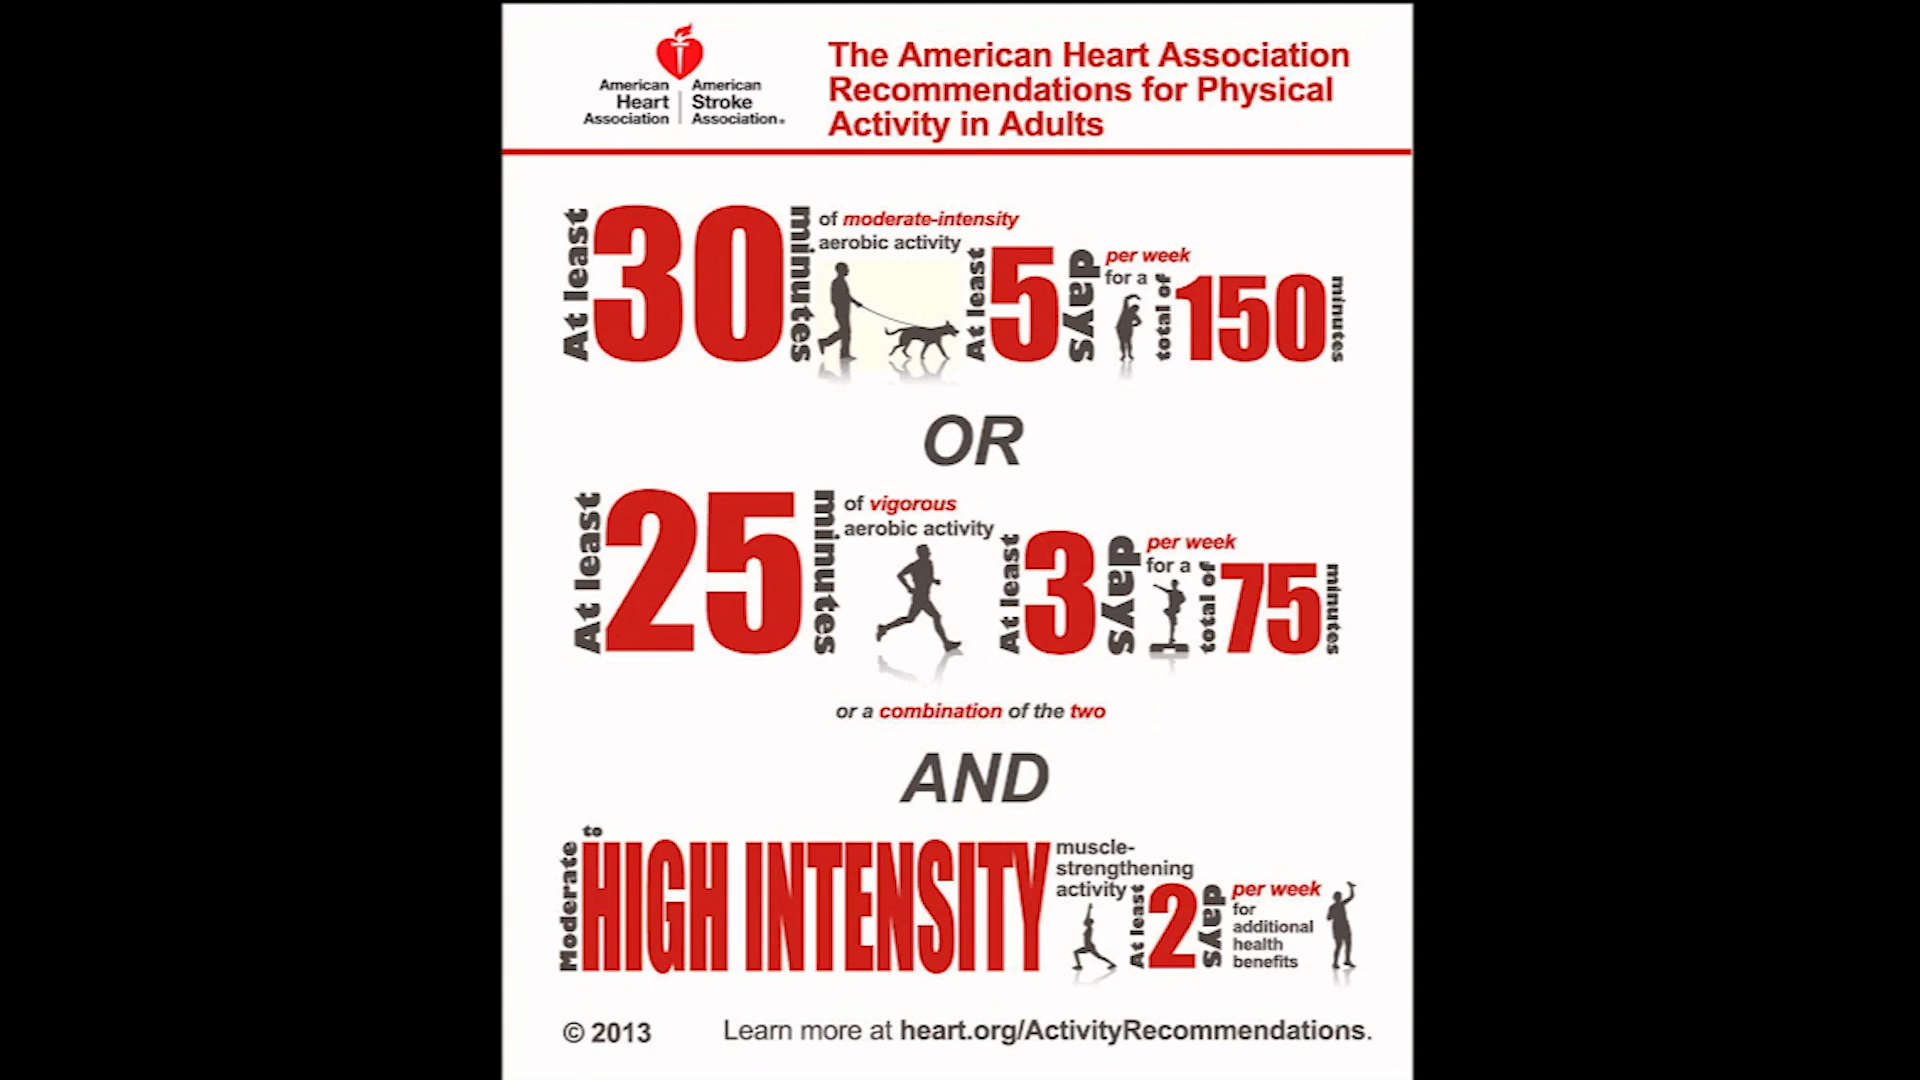 American Heart Association
American Stroke Association®
The American Heart Association
Recommendations for Physical
Activity in Adults
At least 30 minutes of moderate-intensity aerobic activity At least 5 days per week for a total of 150 minutes
OR
At least 25 minutes of vigorous aerobic activity At least 3 days per week for a total of 75 minutes
or a combination of the two
AND
Moderate to HIGH INTENSITY muscle-strengthening activity At least 2 days per week for additional health benefits
© 2013 Learn more at heart.org/ActivityRecommendations.